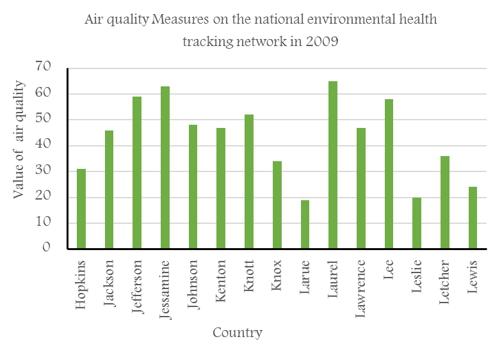 Air quality Measures on the national environmental health
tracking network in 2009
Value of air quality
70
60
50
40
30
20
10
0
Hopkins
Jackson
Jefferson
Jessamine
Johnson
Kenton
Knott
Knox
Larue
Laurel
Lawrence
Lee
Leslie
Letcher
Lewis
Country